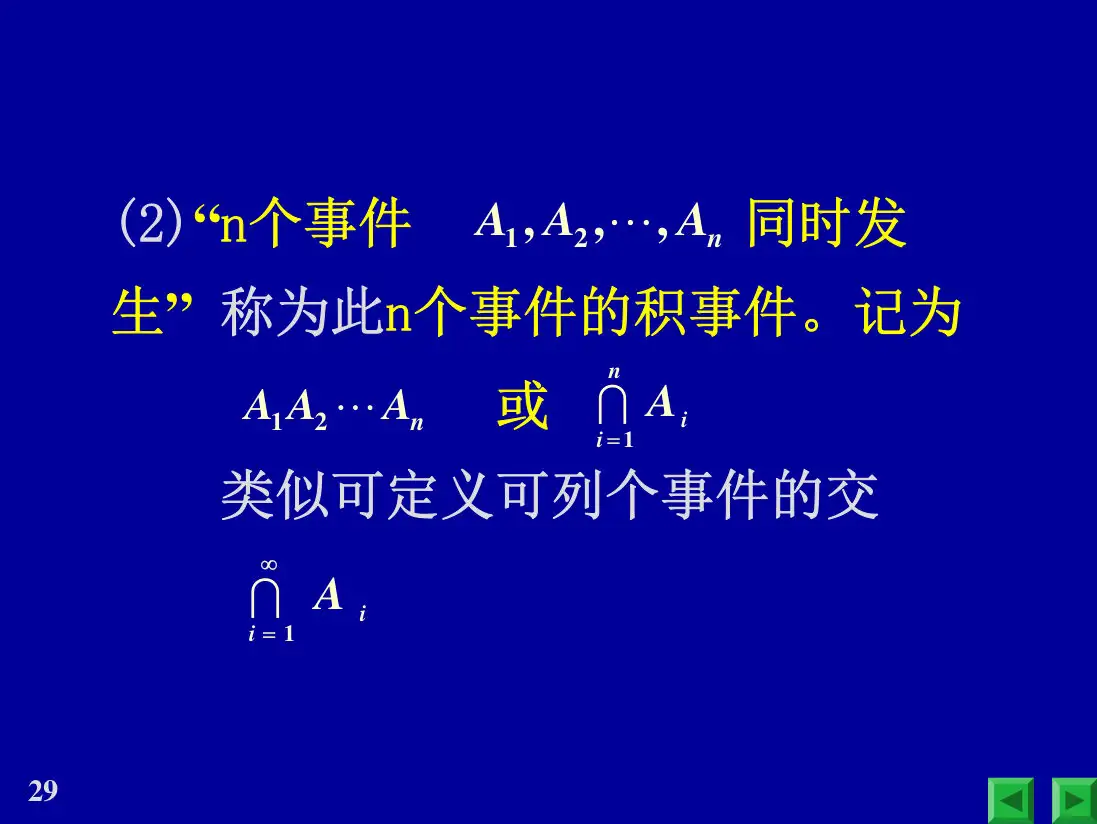 (2)“n个事件 A₁,A₂,⋯,Aₙ 同时发
生” 称为此n个事件的积事件。记为
A₁A₂⋯Aₙ 或 ⋂ᵢ₌₁ⁿ Aᵢ
类似可定义可列个事件的交
⋂ᵢ₌₁^∞ Aᵢ
29